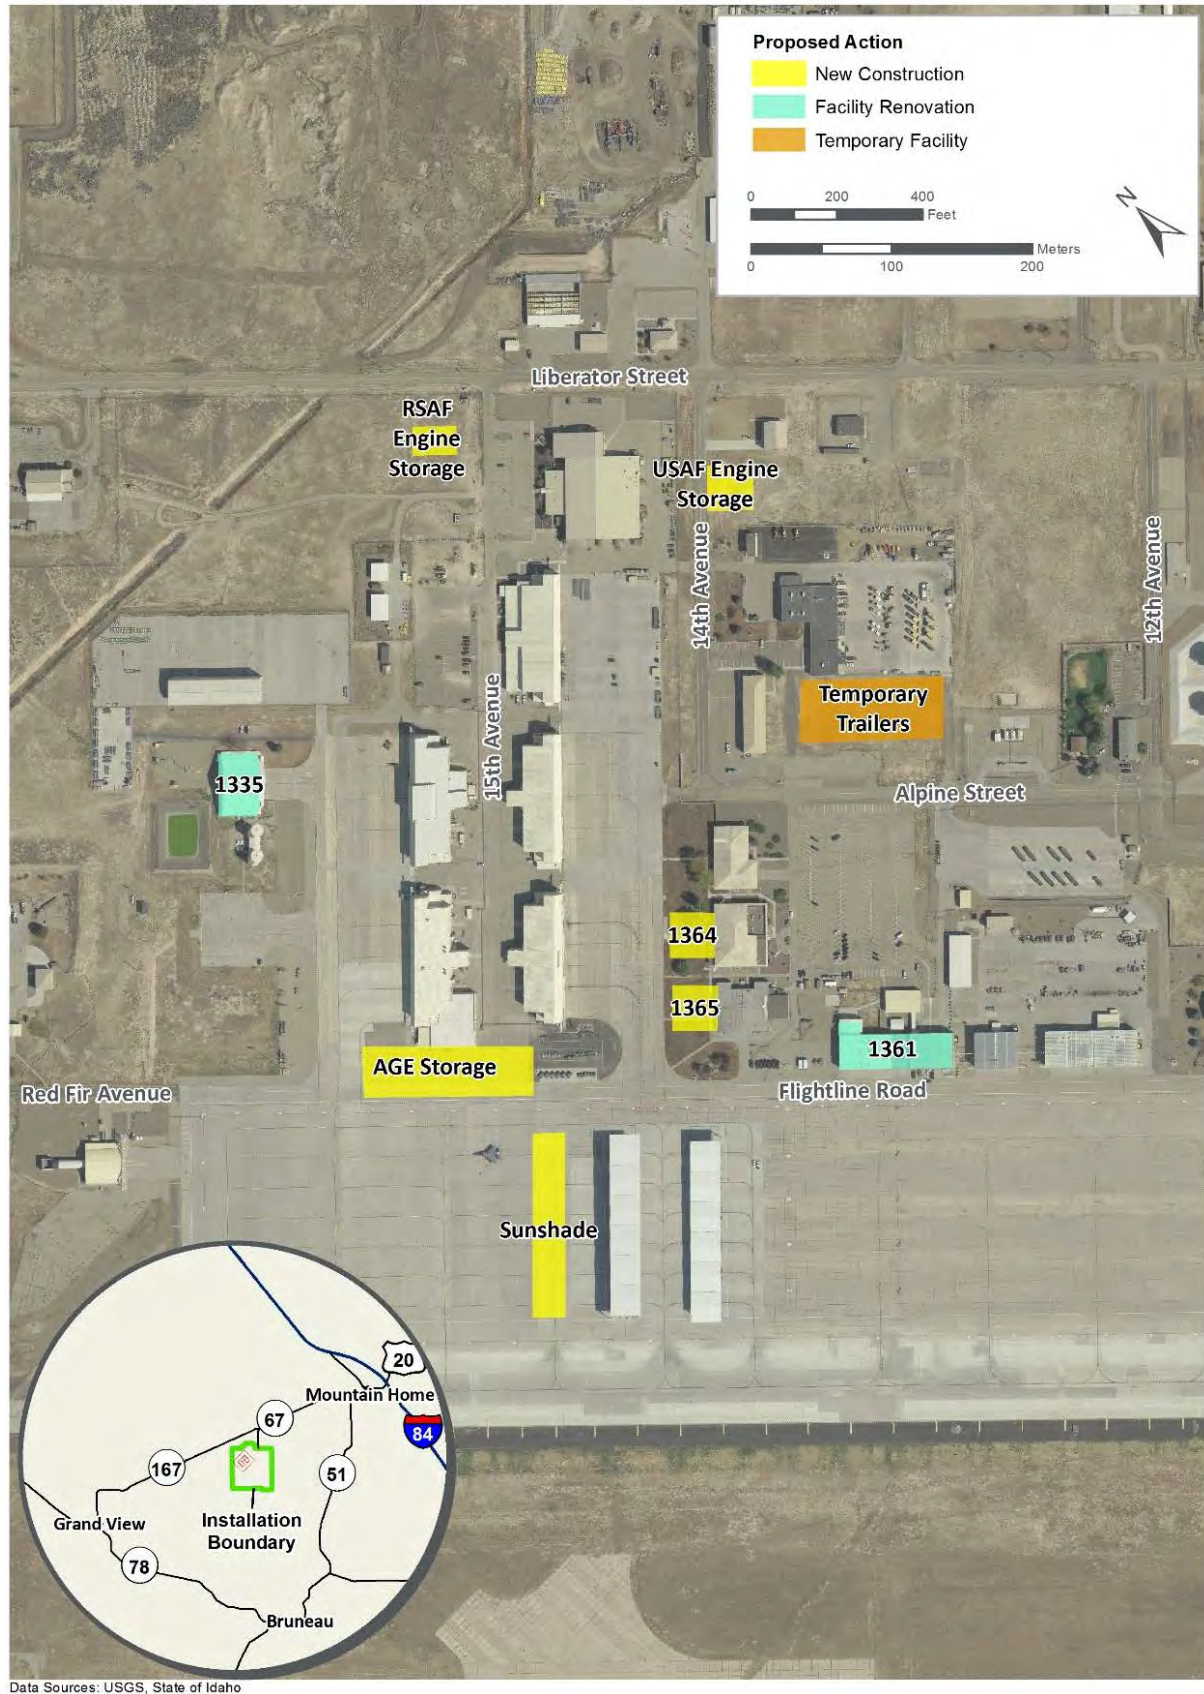 Proposed Action
New Construction
Facility Renovation
Temporary Facility
0 200 400
Feet
Meters
0 100 200
N
Liberator Street
RSAF
Engine
Storage
USAF Engine
Storage
14th Avenue
12th Avenue
15th Avenue
Temporary
Trailers
1335
Alpine Street
1364
1365
1361
AGE Storage
Red Fir Avenue
Flightline Road
Sunshade
20
Mountain Home
67
84
167
51
Grand View
Installation
Boundary
78
Bruneau
Data Sources: USGS, State of Idaho